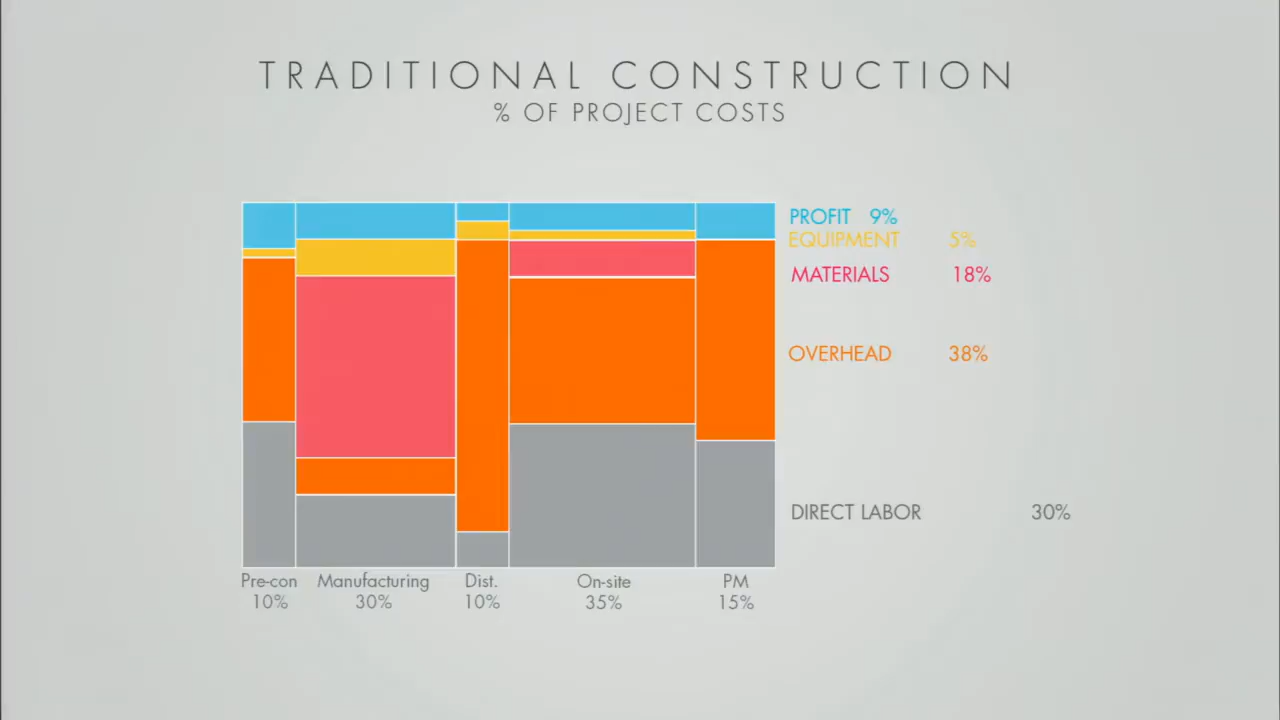 TRADITIONAL CONSTRUCTION
% OF PROJECT COSTS
PROFIT 9%
EQUIPMENT 5%
MATERIALS 18%
OVERHEAD 38%
DIRECT LABOR 30%
Pre-con Manufacturing Dist. On-site PM
10% 30% 10% 35% 15%